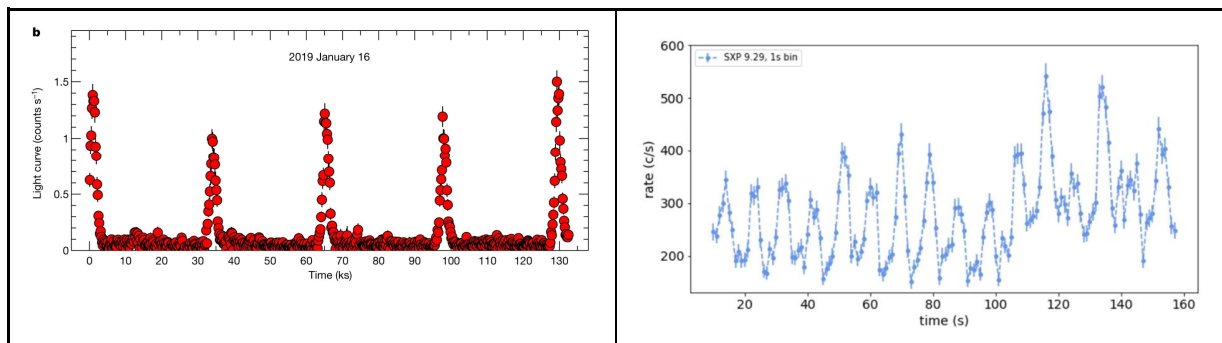 b
2019 January 16
1.5
1
0.5
0
Light curve (counts s⁻¹)
0 10 20 30 40 50 60 70 80 90 100 110 120 130
Time (ks)
SXP 9.29, 1s bin
600
500
400
300
200
rate (c/s)
20 40 60 80 100 120 140 160
time (s)